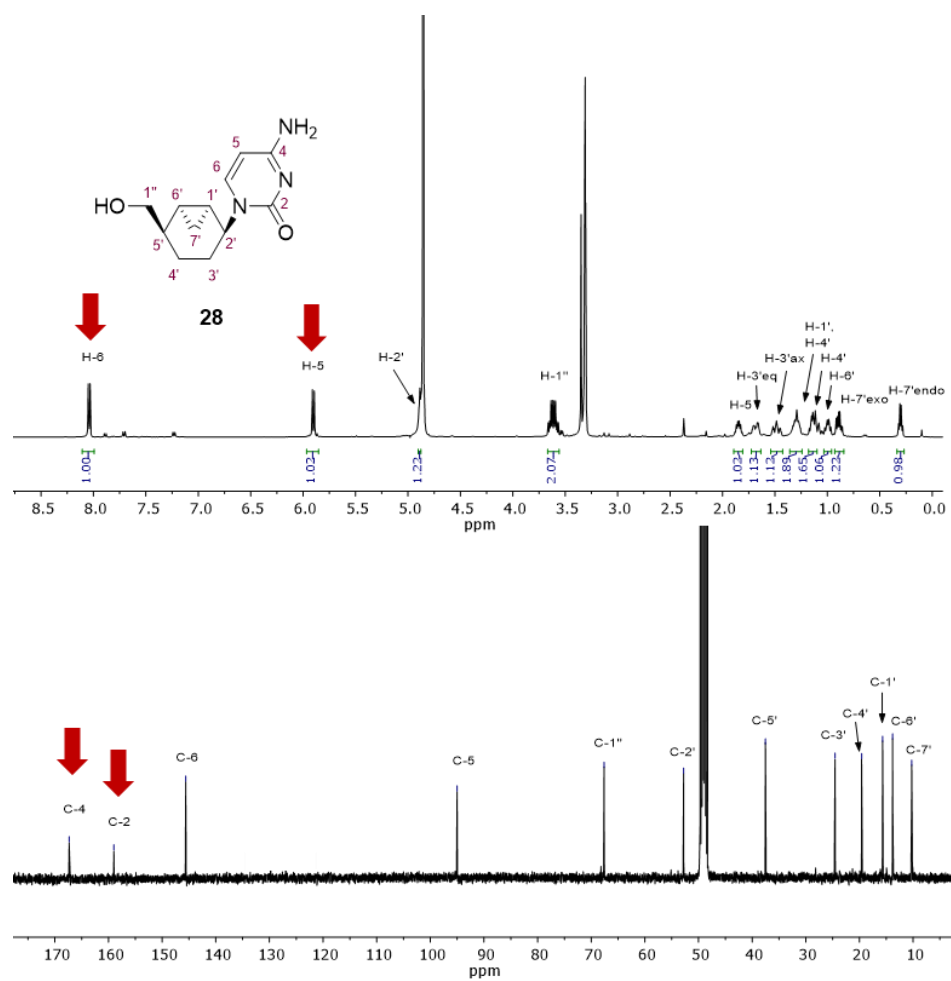 NH₂
5
4
1''
6
N
6'
1'
HO
N
2
7'
5'
2'
O
4'
3'
28
H-6
H-5
H-2'
H-1''
H-1',
H-4'
H-3'ax
H-4'
H-3'eq
H-6'
H-5
H-7'exo
H-7'endo
1.00
1.02
1.22
2.07
1.02
1.13
1.12
1.89
1.65
1.06
1.22
0.98
8.5 8.0 7.5 7.0 6.5 6.0 5.5 5.0 4.5 4.0 3.5 3.0 2.5 2.0 1.5 1.0 0.5 0.0
ppm
C-4
C-2
C-6
C-5
C-1''
C-2'
C-5'
C-3'
C-4'
C-1'
C-6'
C-7'
170 160 150 140 130 120 110 100 90 80 70 60 50 40 30 20 10
ppm